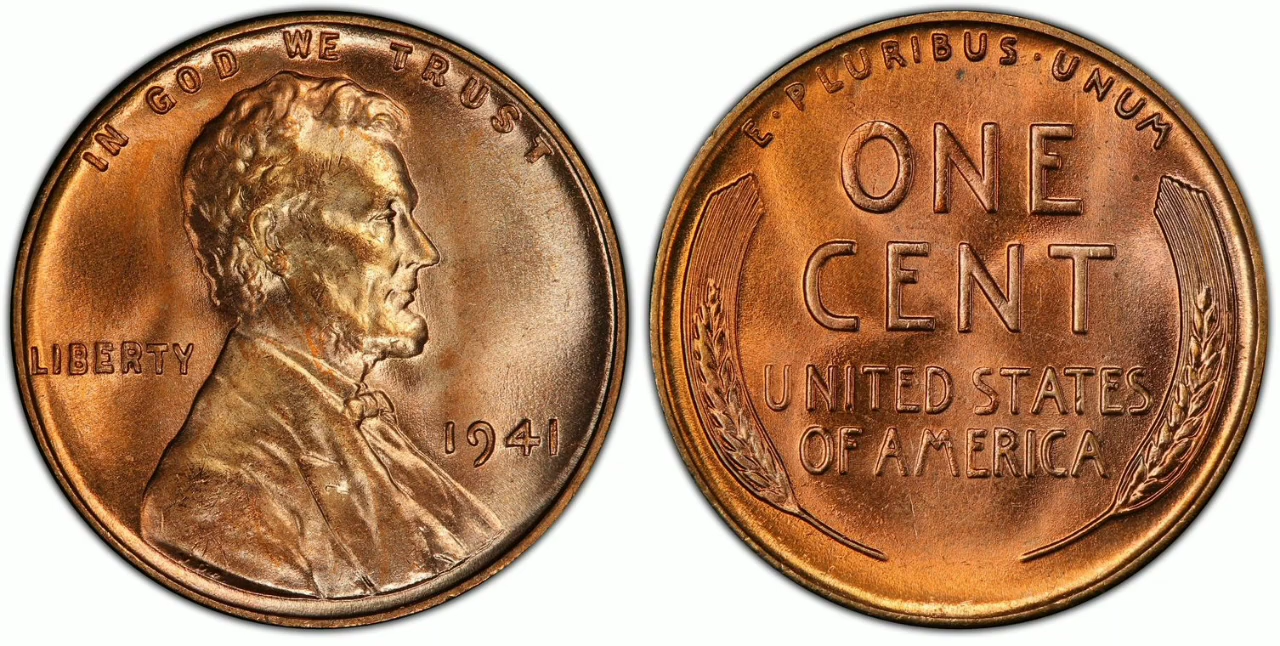 IN GOD WE TRUST
LIBERTY
1941
E·PLURIBUS·UNUM
ONE
CENT
UNITED STATES
OF AMERICA